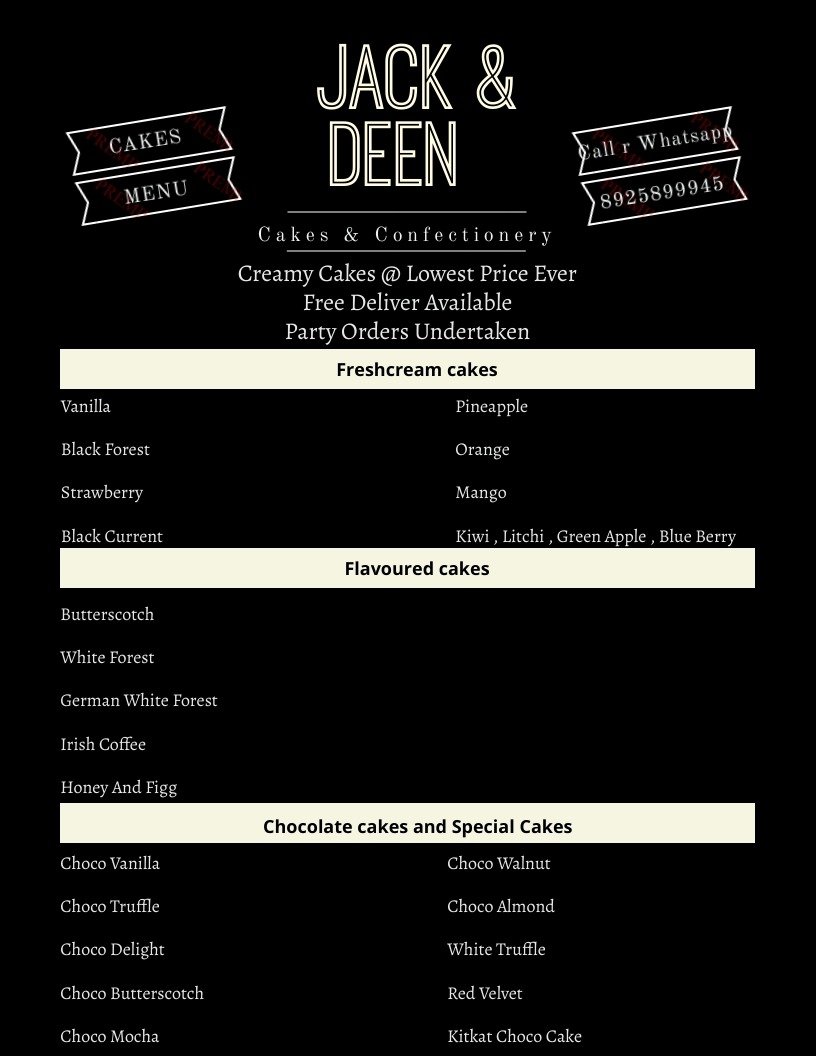 JACK &
DEEN
CAKES
MENU
Call r Whatsapp
8925899945
Cakes & Confectionery
Creamy Cakes @ Lowest Price Ever
Free Deliver Available
Party Orders Undertaken
Freshcream cakes
Vanilla
Pineapple
Black Forest
Orange
Strawberry
Mango
Black Current
Kiwi , Litchi , Green Apple , Blue Berry
Flavoured cakes
Butterscotch
White Forest
German White Forest
Irish Coffee
Honey And Figg
Chocolate cakes and Special Cakes
Choco Vanilla
Choco Walnut
Choco Truffle
Choco Almond
Choco Delight
White Truffle
Choco Butterscotch
Red Velvet
Choco Mocha
Kitkat Choco Cake